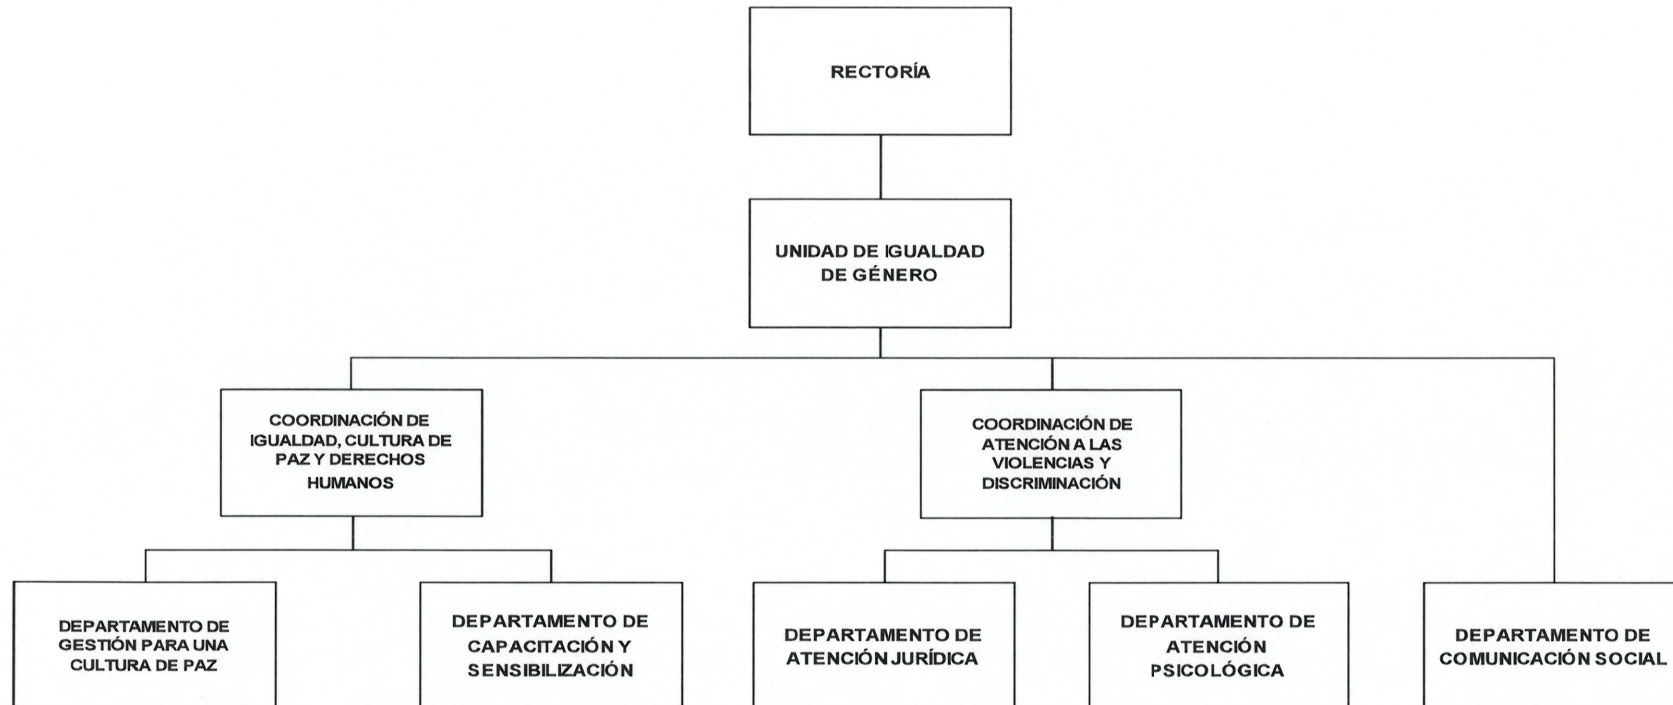 RECTORÍA
UNIDAD DE IGUALDAD
DE GÉNERO
COORDINACIÓN DE
IGUALDAD, CULTURA DE
PAZ Y DERECHOS
HUMANOS
COORDINACIÓN DE
ATENCIÓN A LAS
VIOLENCIAS Y
DISCRIMINACIÓN
DEPARTAMENTO DE
GESTIÓN PARA UNA
CULTURA DE PAZ
DEPARTAMENTO DE
CAPACITACIÓN Y
SENSIBILIZACIÓN
DEPARTAMENTO DE
ATENCIÓN JURÍDICA
DEPARTAMENTO DE
ATENCIÓN
PSICOLÓGICA
DEPARTAMENTO DE
COMUNICACIÓN SOCIAL